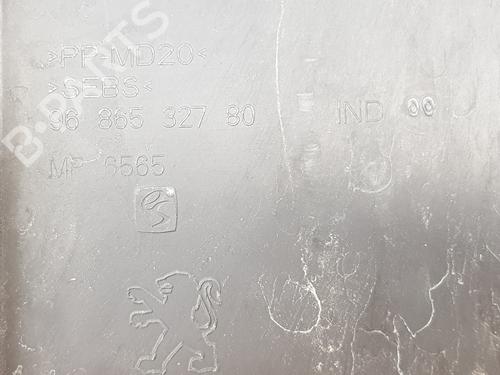 >PP-MD20<
>SEBS<
96 865 327 80 IND 00
MP 6565
B-PARTS